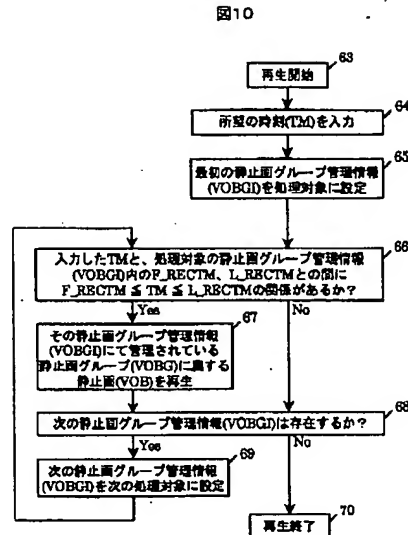 図10
63
再生開始
64
所望の時刻(TM)を入力
65
最初の静止画グループ管理情報
(VOBGI)を処理対象に設定
66
入力したTMと、処理対象の静止画グループ管理情報
(VOBGI)内のF_RECTM、L_RECTMとの間に
F_RECTM ≦ TM ≦ L_RECTMの関係があるか?
Yes
No
67
その静止画グループ管理情報
(VOBGI)にて管理されている
静止画グループ(VOBG)に属する
静止画(VOB)を再生
68
次の静止画グループ管理情報(VOBGI)は存在するか?
Yes
No
69
次の静止画グループ管理情報
(VOBGI)を次の処理対象に設定
70
再生終了